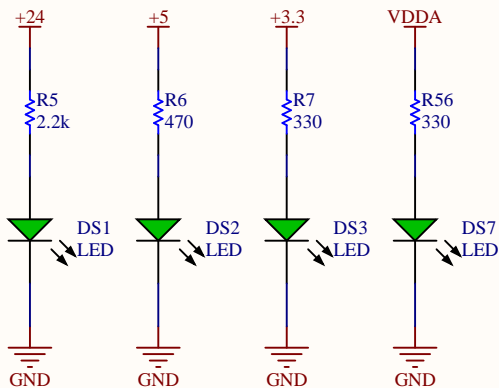 +24 +5 +3.3 VDDA
R5 R6 R7 R56
2.2k 470 330 330
DS1 DS2 DS3 DS7
LED LED LED LED
GND GND GND GND